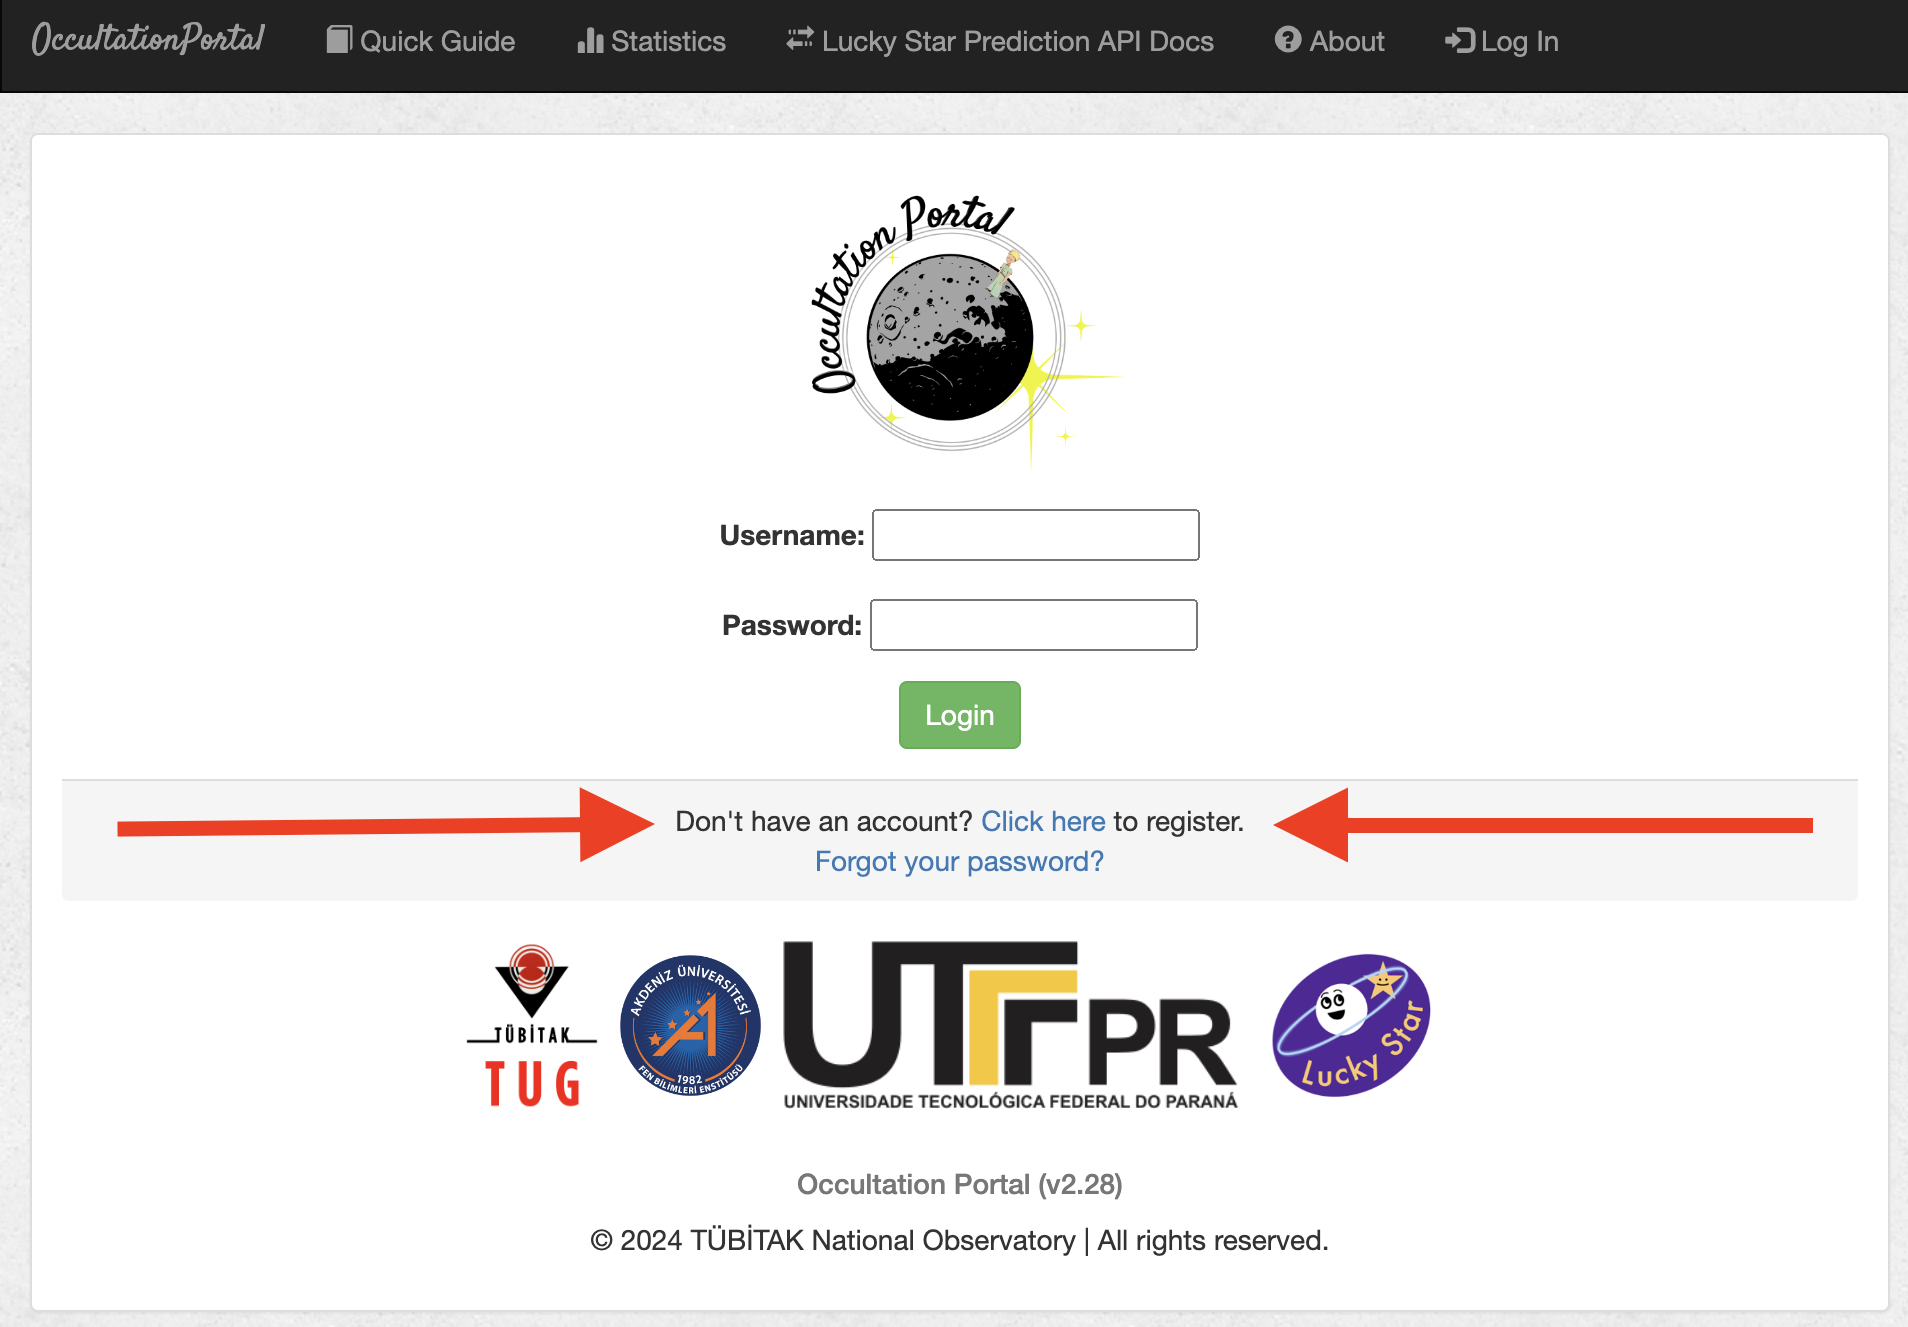 OccultationPortal Quick Guide Statistics Lucky Star Prediction API Docs About Log In
Occultation Portal
Username:
Password:
Login
Don't have an account? Click here to register.
Forgot your password?
TÜBİTAK
TUG
AKDENİZ ÜNİVERSİTESİ
1982
FEN BİLİMLERİ ENSTİTÜSÜ
UTFPR
UNIVERSIDADE TECNOLÓGICA FEDERAL DO PARANÁ
Lucky Star
Occultation Portal (v2.28)
© 2024 TÜBİTAK National Observatory | All rights reserved.